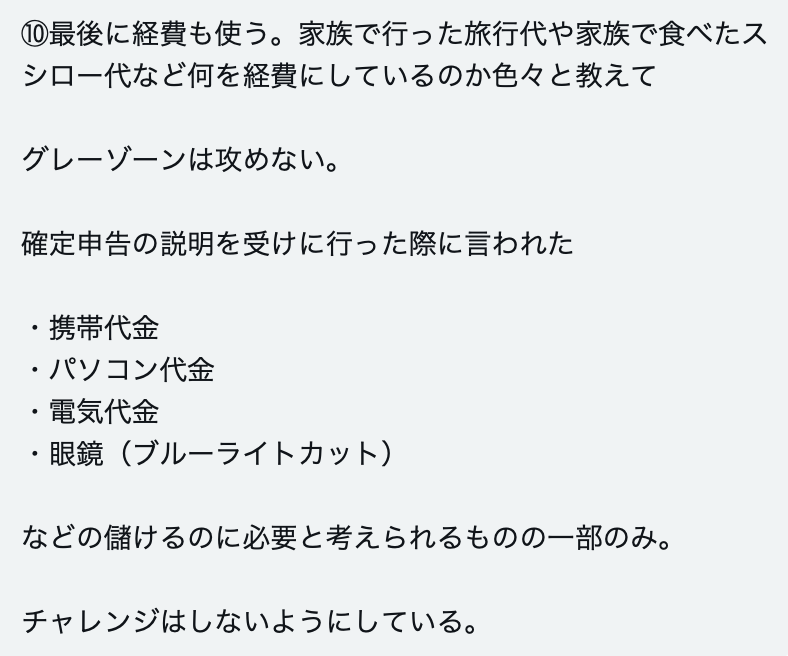 ⑩最後に経費も使う。家族で行った旅行代や家族で食べたス
シロー代など何を経費にしているのか色々と教えて
グレーゾーンは攻めない。
確定申告の説明を受けに行った際に言われた
・携帯代金
・パソコン代金
・電気代金
・眼鏡（ブルーライトカット）
などの儲けるのに必要と考えられるものの一部のみ。
チャレンジはしないようにしている。